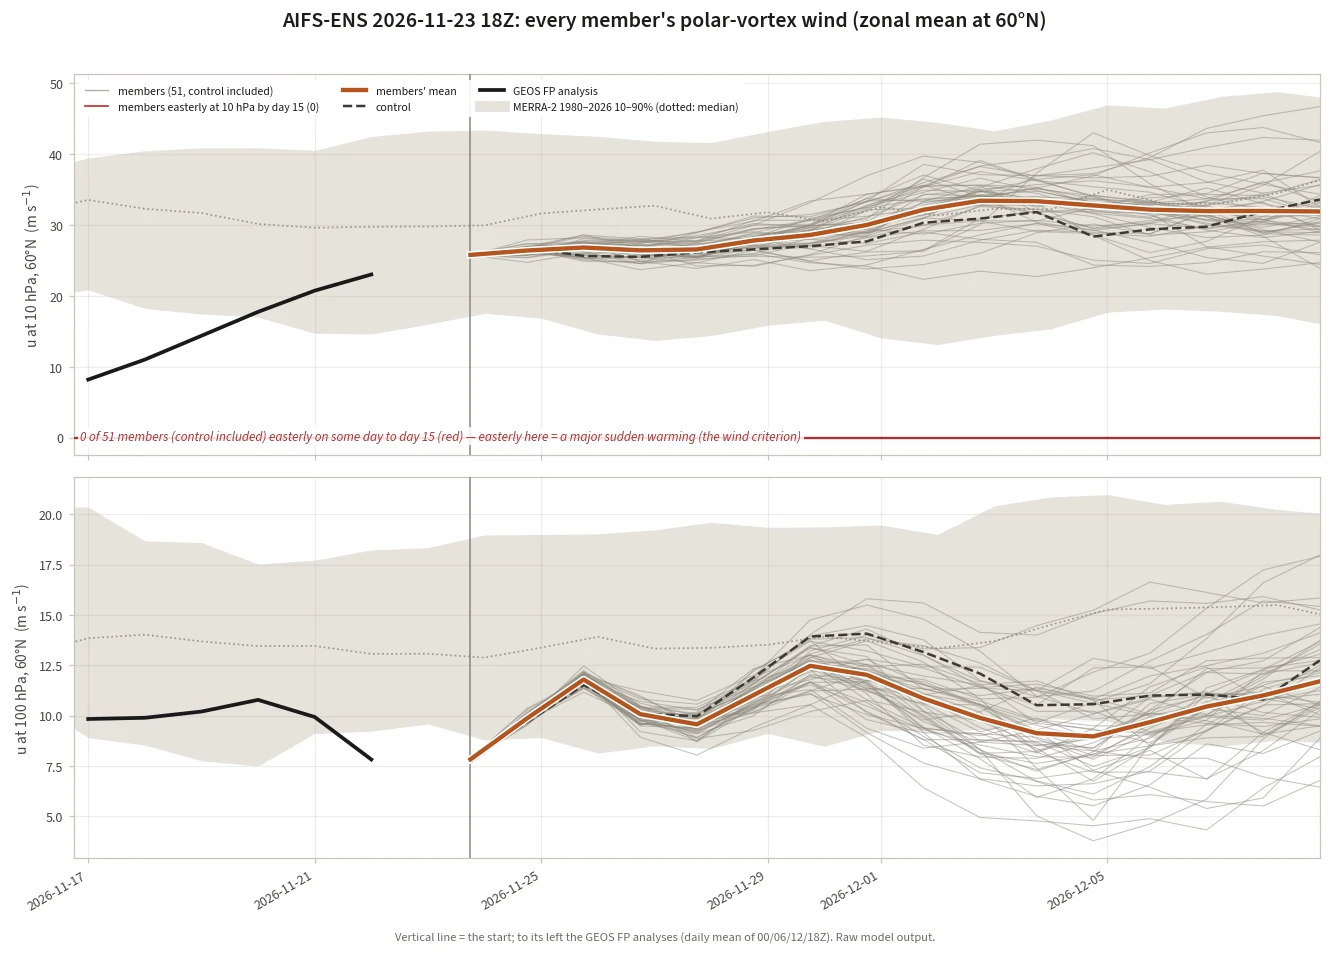 AIFS-ENS 2026-11-23 18Z: every member's polar-vortex wind (zonal mean at 60°N)
members (51, control included)
members easterly at 10 hPa by day 15 (0)
members' mean
control
GEOS FP analysis
MERRA-2 1980–2026 10–90% (dotted: median)
u at 10 hPa, 60°N (m s⁻¹)
50
40
30
20
10
0
0 of 51 members (control included) easterly on some day to day 15 (red) — easterly here = a major sudden warming (the wind criterion)
u at 100 hPa, 60°N (m s⁻¹)
20.0
17.5
15.0
12.5
10.0
7.5
5.0
2026-11-17
2026-11-21
2026-11-25
2026-11-29
2026-12-01
2026-12-05
Vertical line = the start; to its left the GEOS FP analyses (daily mean of 00/06/12/18Z). Raw model output.